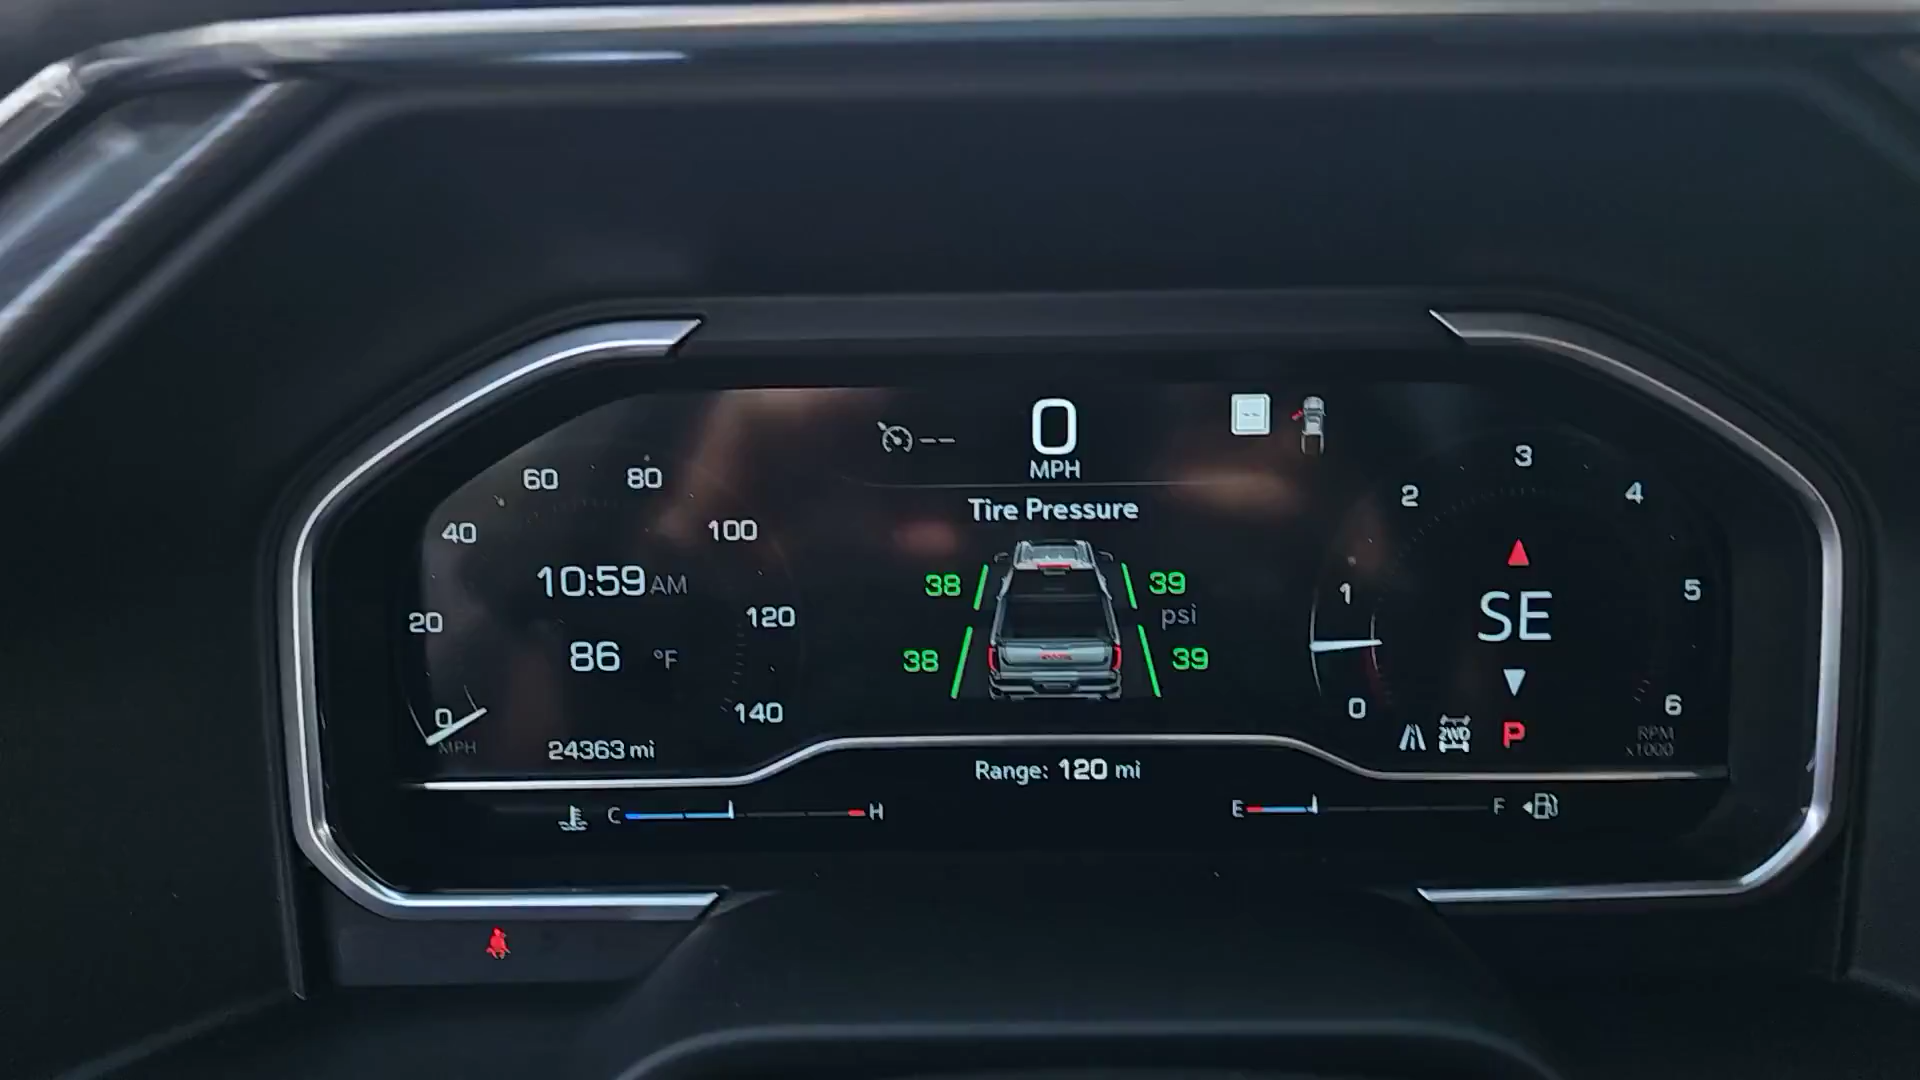 0
MPH
--
--
Tire Pressure
38
39
psi
38
39
0
20
40
60
80
100
120
140
MPH
10:59 AM
86 °F
24363 mi
Range: 120 mi
0
1
2
3
4
5
6
RPM
x1000
SE
2WD
P
C
H
E
F